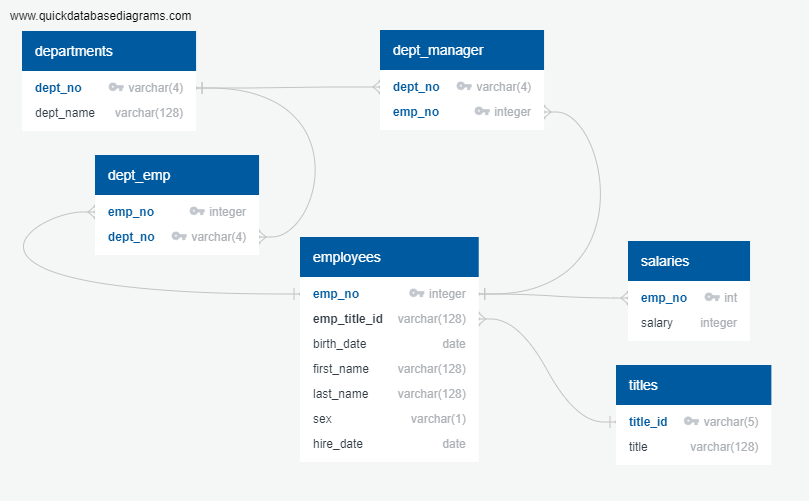 www.quickdatabasediagrams.com
departments
dept_no varchar(4)
dept_name varchar(128)
dept_manager
dept_no varchar(4)
emp_no integer
dept_emp
emp_no integer
dept_no varchar(4)
employees
emp_no integer
emp_title_id varchar(128)
birth_date date
first_name varchar(128)
last_name varchar(128)
sex varchar(1)
hire_date date
salaries
emp_no int
salary integer
titles
title_id varchar(5)
title varchar(128)